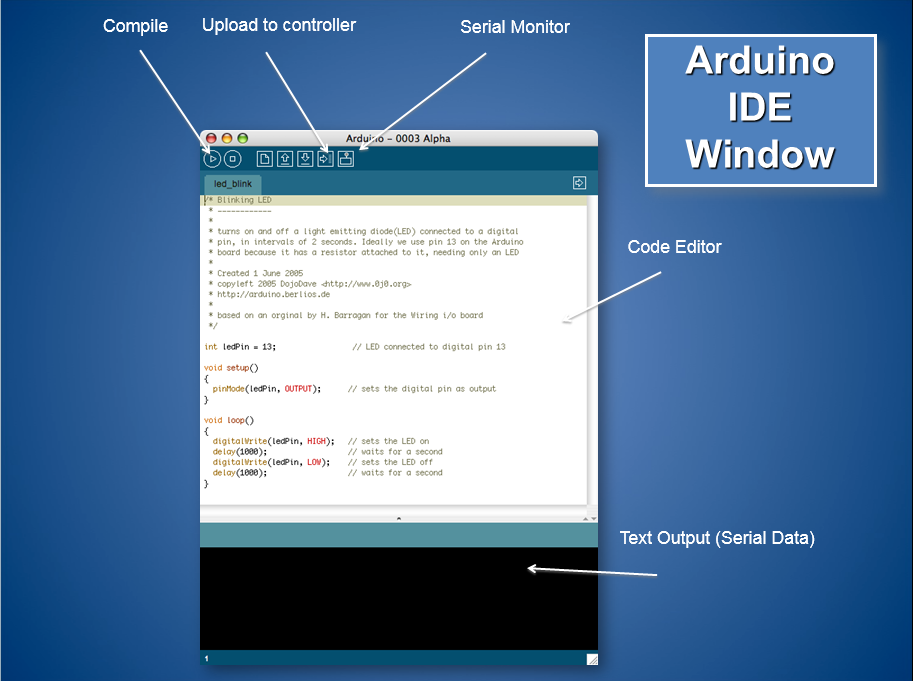 Compile
Upload to controller
Serial Monitor
Arduino
IDE
Window
Arduino – 0003 Alpha
led_blink
/* Blinking LED
* ------------
*
* turns on and off a light emitting diode(LED) connected to a digital
* pin, in intervals of 2 seconds. Ideally we use pin 13 on the Arduino
* board because it has a resistor attached to it, needing only an LED
*
* Created 1 June 2005
* copyleft 2005 DojoDave <http://www.0j0.org>
* http://arduino.berlios.de
*
* based on an orginal by H. Barragan for the Wiring i/o board
*/
int ledPin = 13; // LED connected to digital pin 13
void setup()
{
pinMode(ledPin, OUTPUT); // sets the digital pin as output
}
void loop()
{
digitalWrite(ledPin, HIGH); // sets the LED on
delay(1000); // waits for a second
digitalWrite(ledPin, LOW); // sets the LED off
delay(1000); // waits for a second
}
Code Editor
Text Output (Serial Data)
1